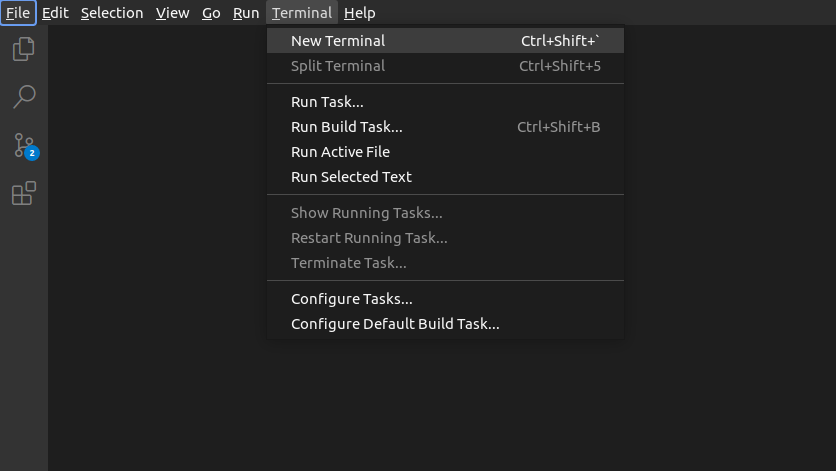 File Edit Selection View Go Run Terminal Help
New Terminal Ctrl+Shift+`
Split Terminal Ctrl+Shift+5
Run Task...
Run Build Task... Ctrl+Shift+B
Run Active File
Run Selected Text
Show Running Tasks...
Restart Running Task...
Terminate Task...
Configure Tasks...
Configure Default Build Task...
2